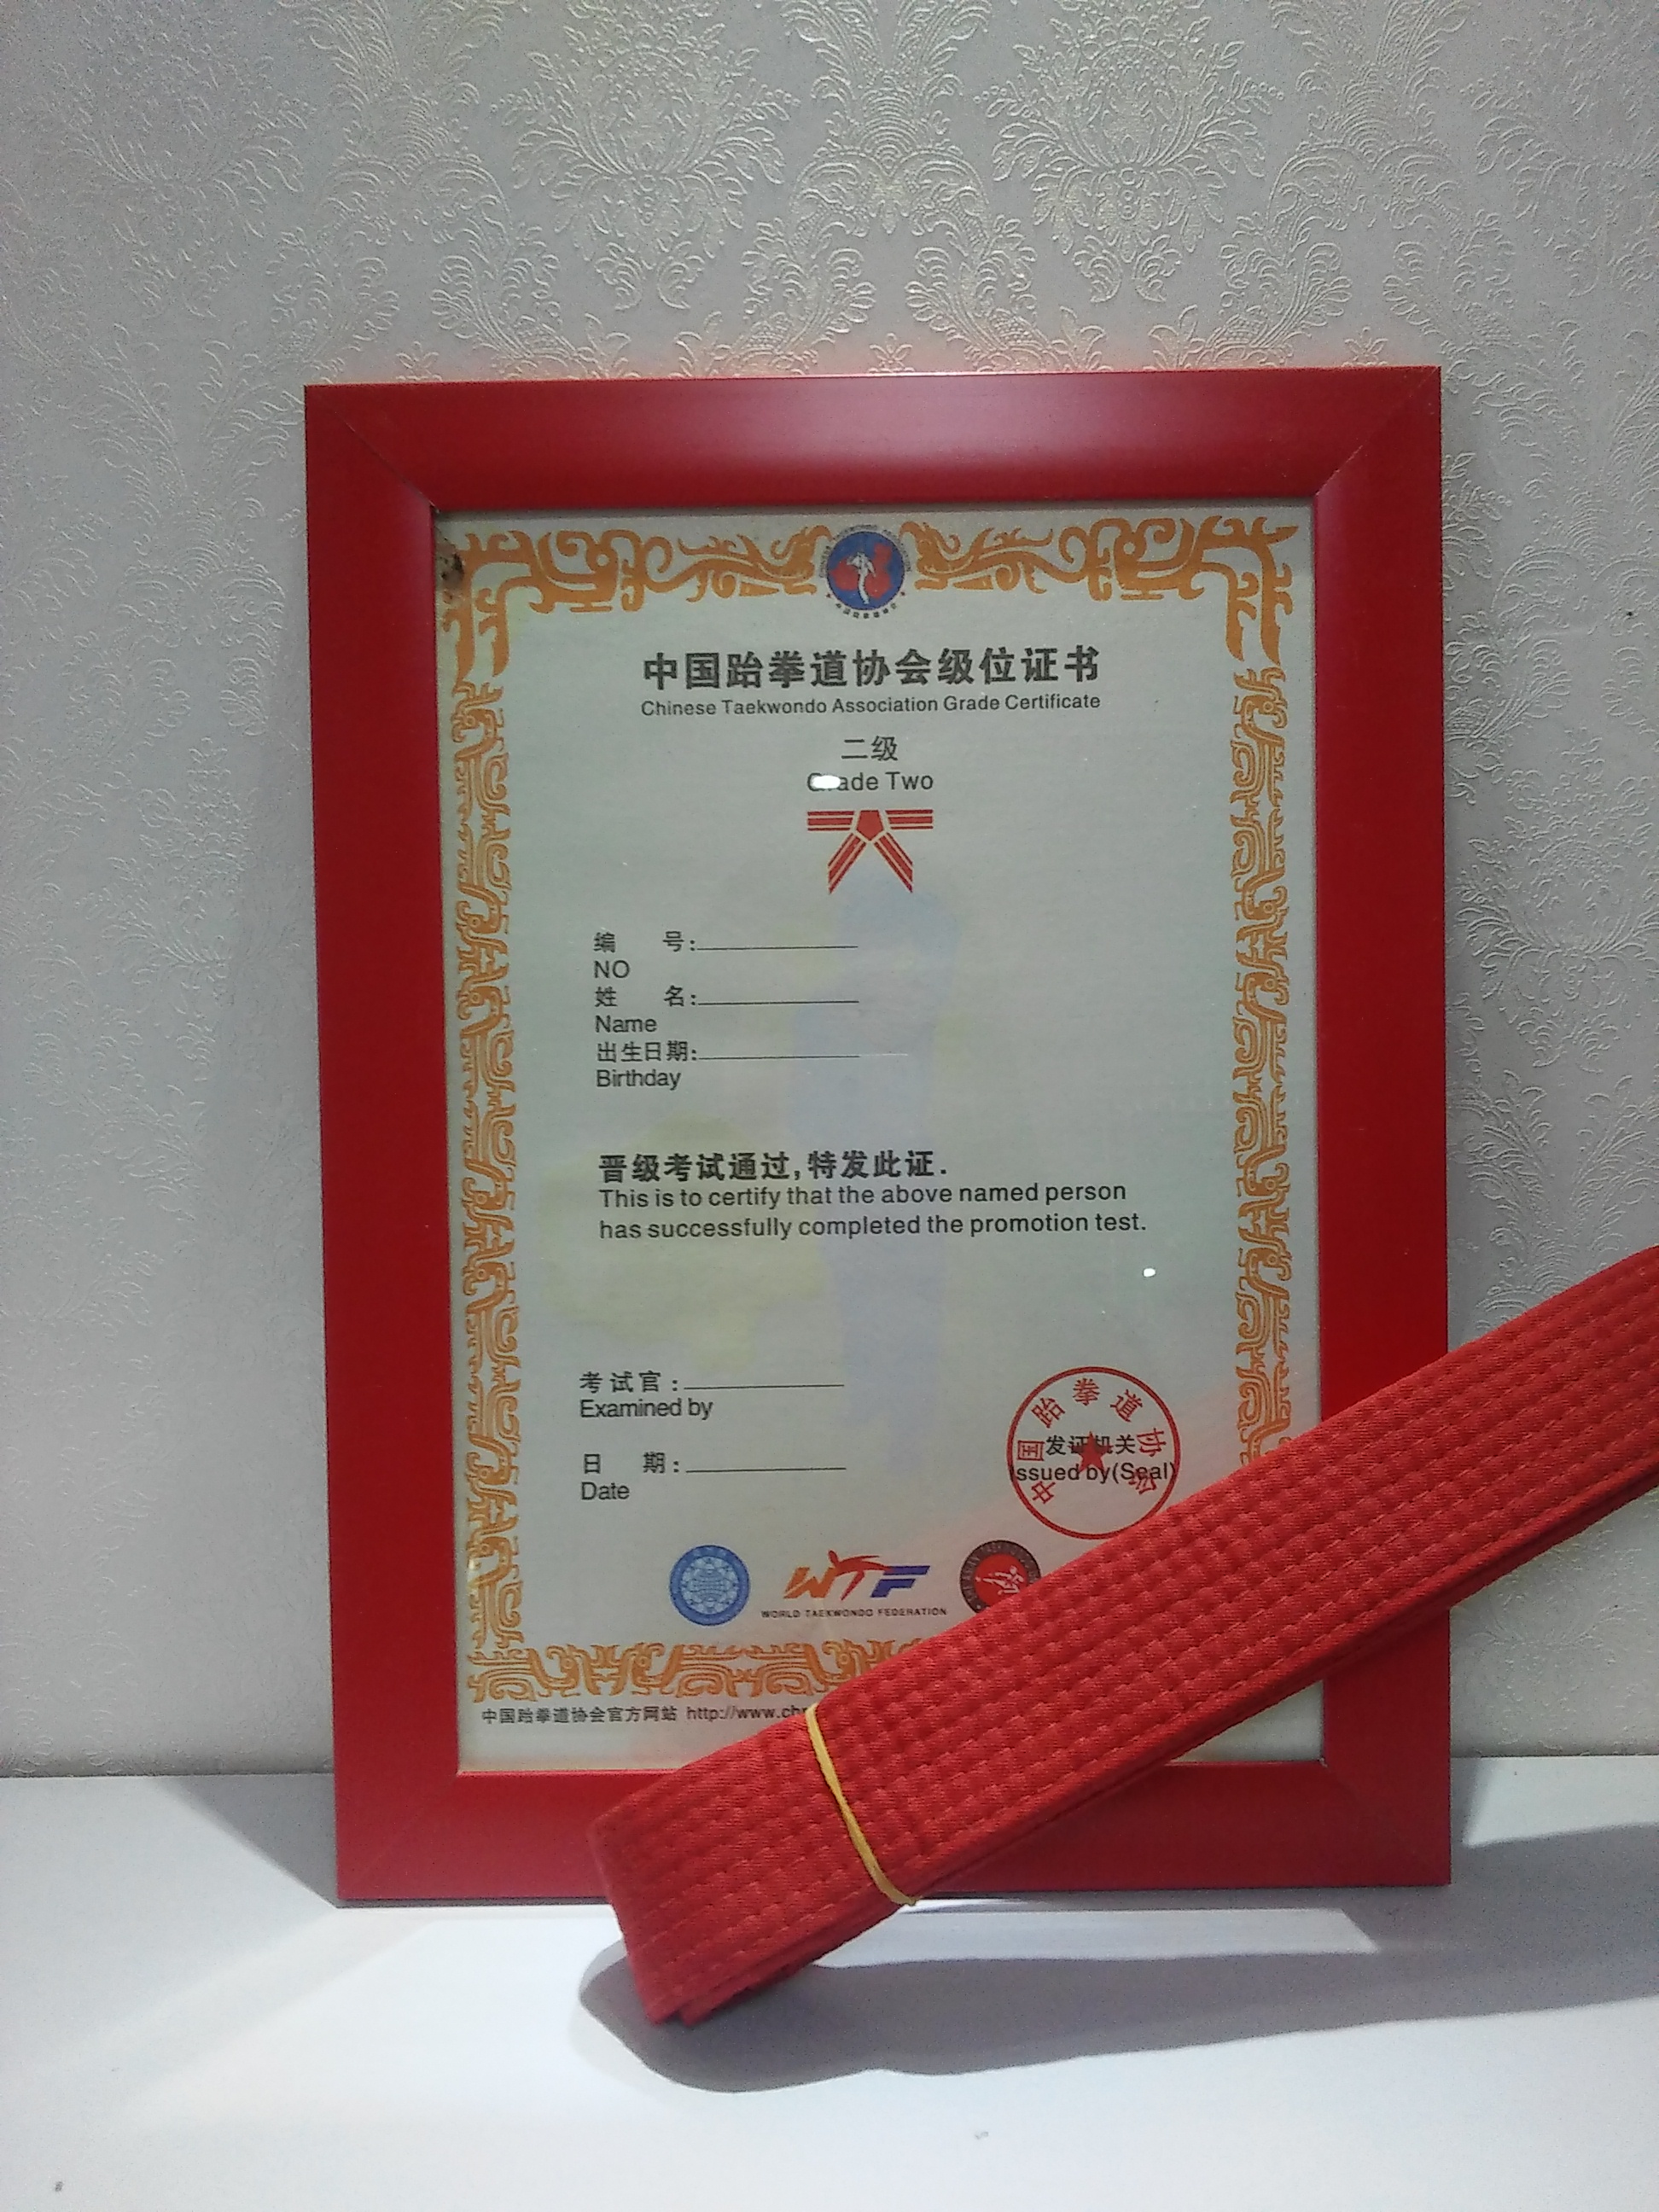 中国跆拳道协会级位证书
Chinese Taekwondo Association Grade Certificate
二级
Grade Two
编 号:
NO
姓 名:
Name
出生日期:
Birthday
晋级考试通过,特发此证.
This is to certify that the above named person
has successfully completed the promotion test.
考试官:
Examined by
日 期:
Date
中国跆拳道协会
发证机关
Issued by(Seal)
WTF
WORLD TAEKWONDO FEDERATION
中国跆拳道协会官方网站 http://www.ch